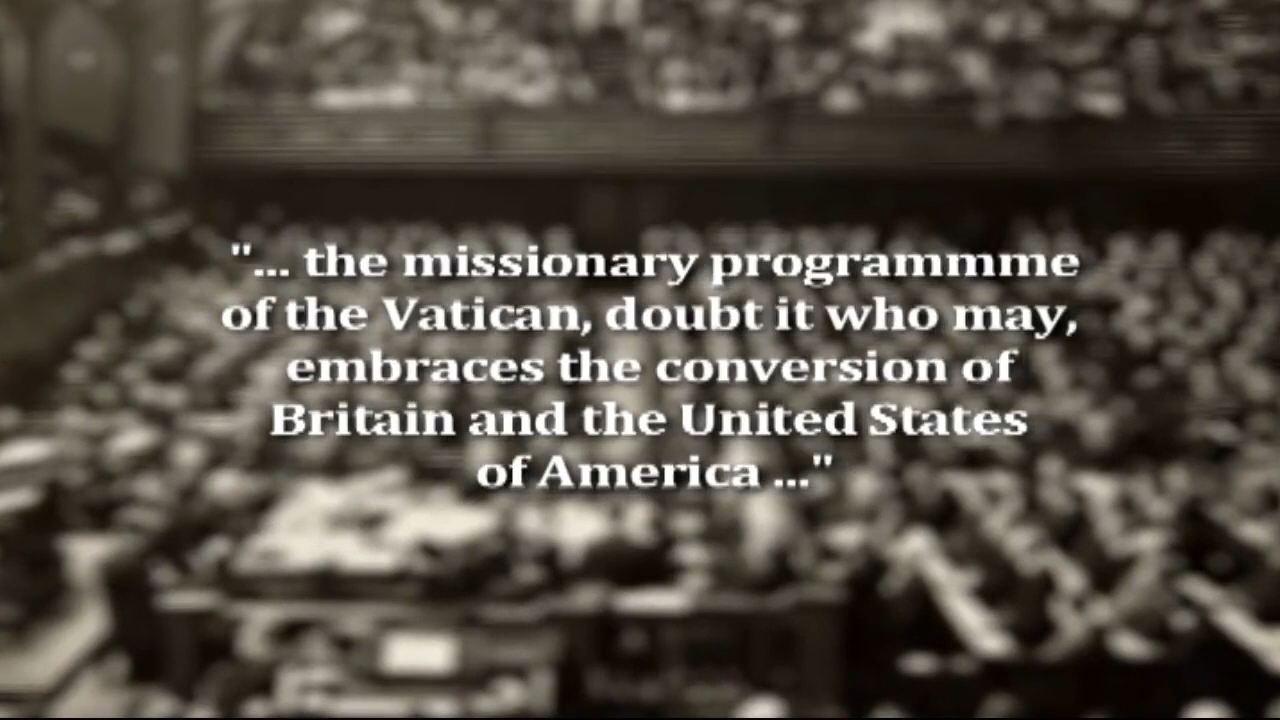 "... the missionary programmme
of the Vatican, doubt it who may,
embraces the conversion of
Britain and the United States
of America ..."